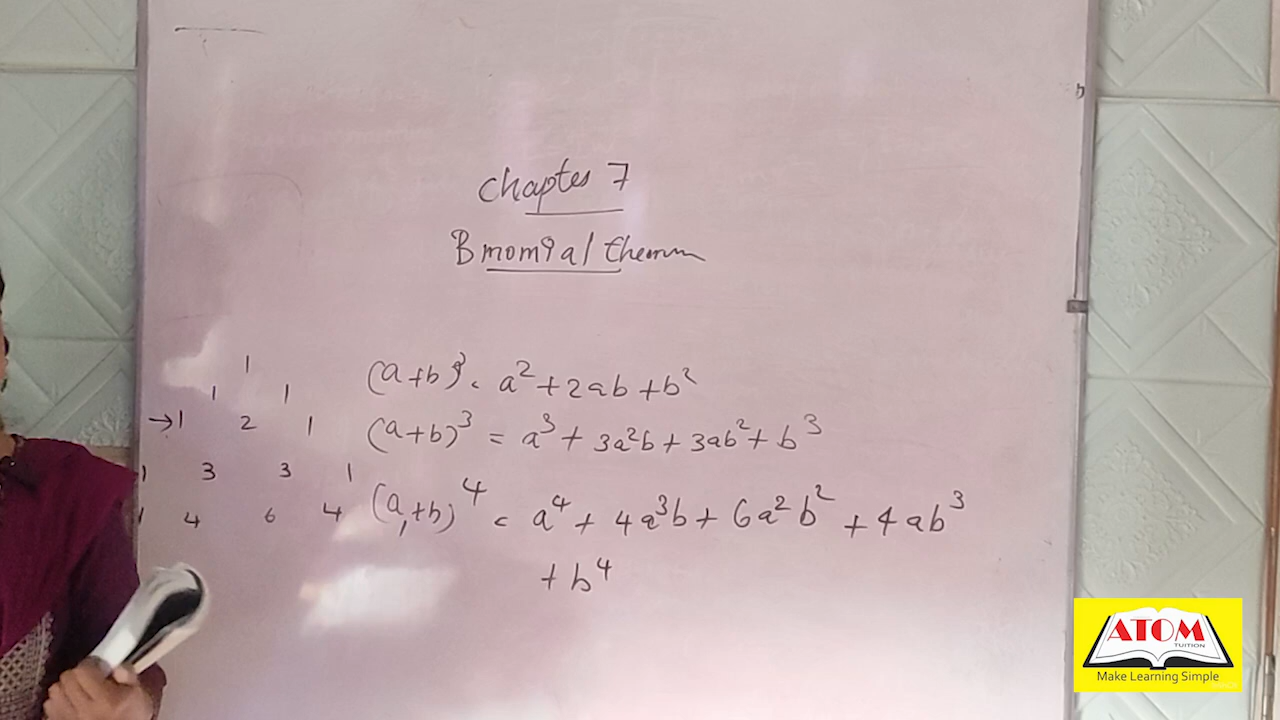 Chapter 7
Binomial theorem
1
1 1
→ 1 2 1
1 3 3 1
1 4 6 4
(a+b)² = a² + 2ab + b²
(a+b)³ = a³ + 3a²b + 3ab² + b³
(a+b)⁴ = a⁴ + 4a³b + 6a²b² + 4ab³
+ b⁴
ATOM
TUITION
Make Learning Simple